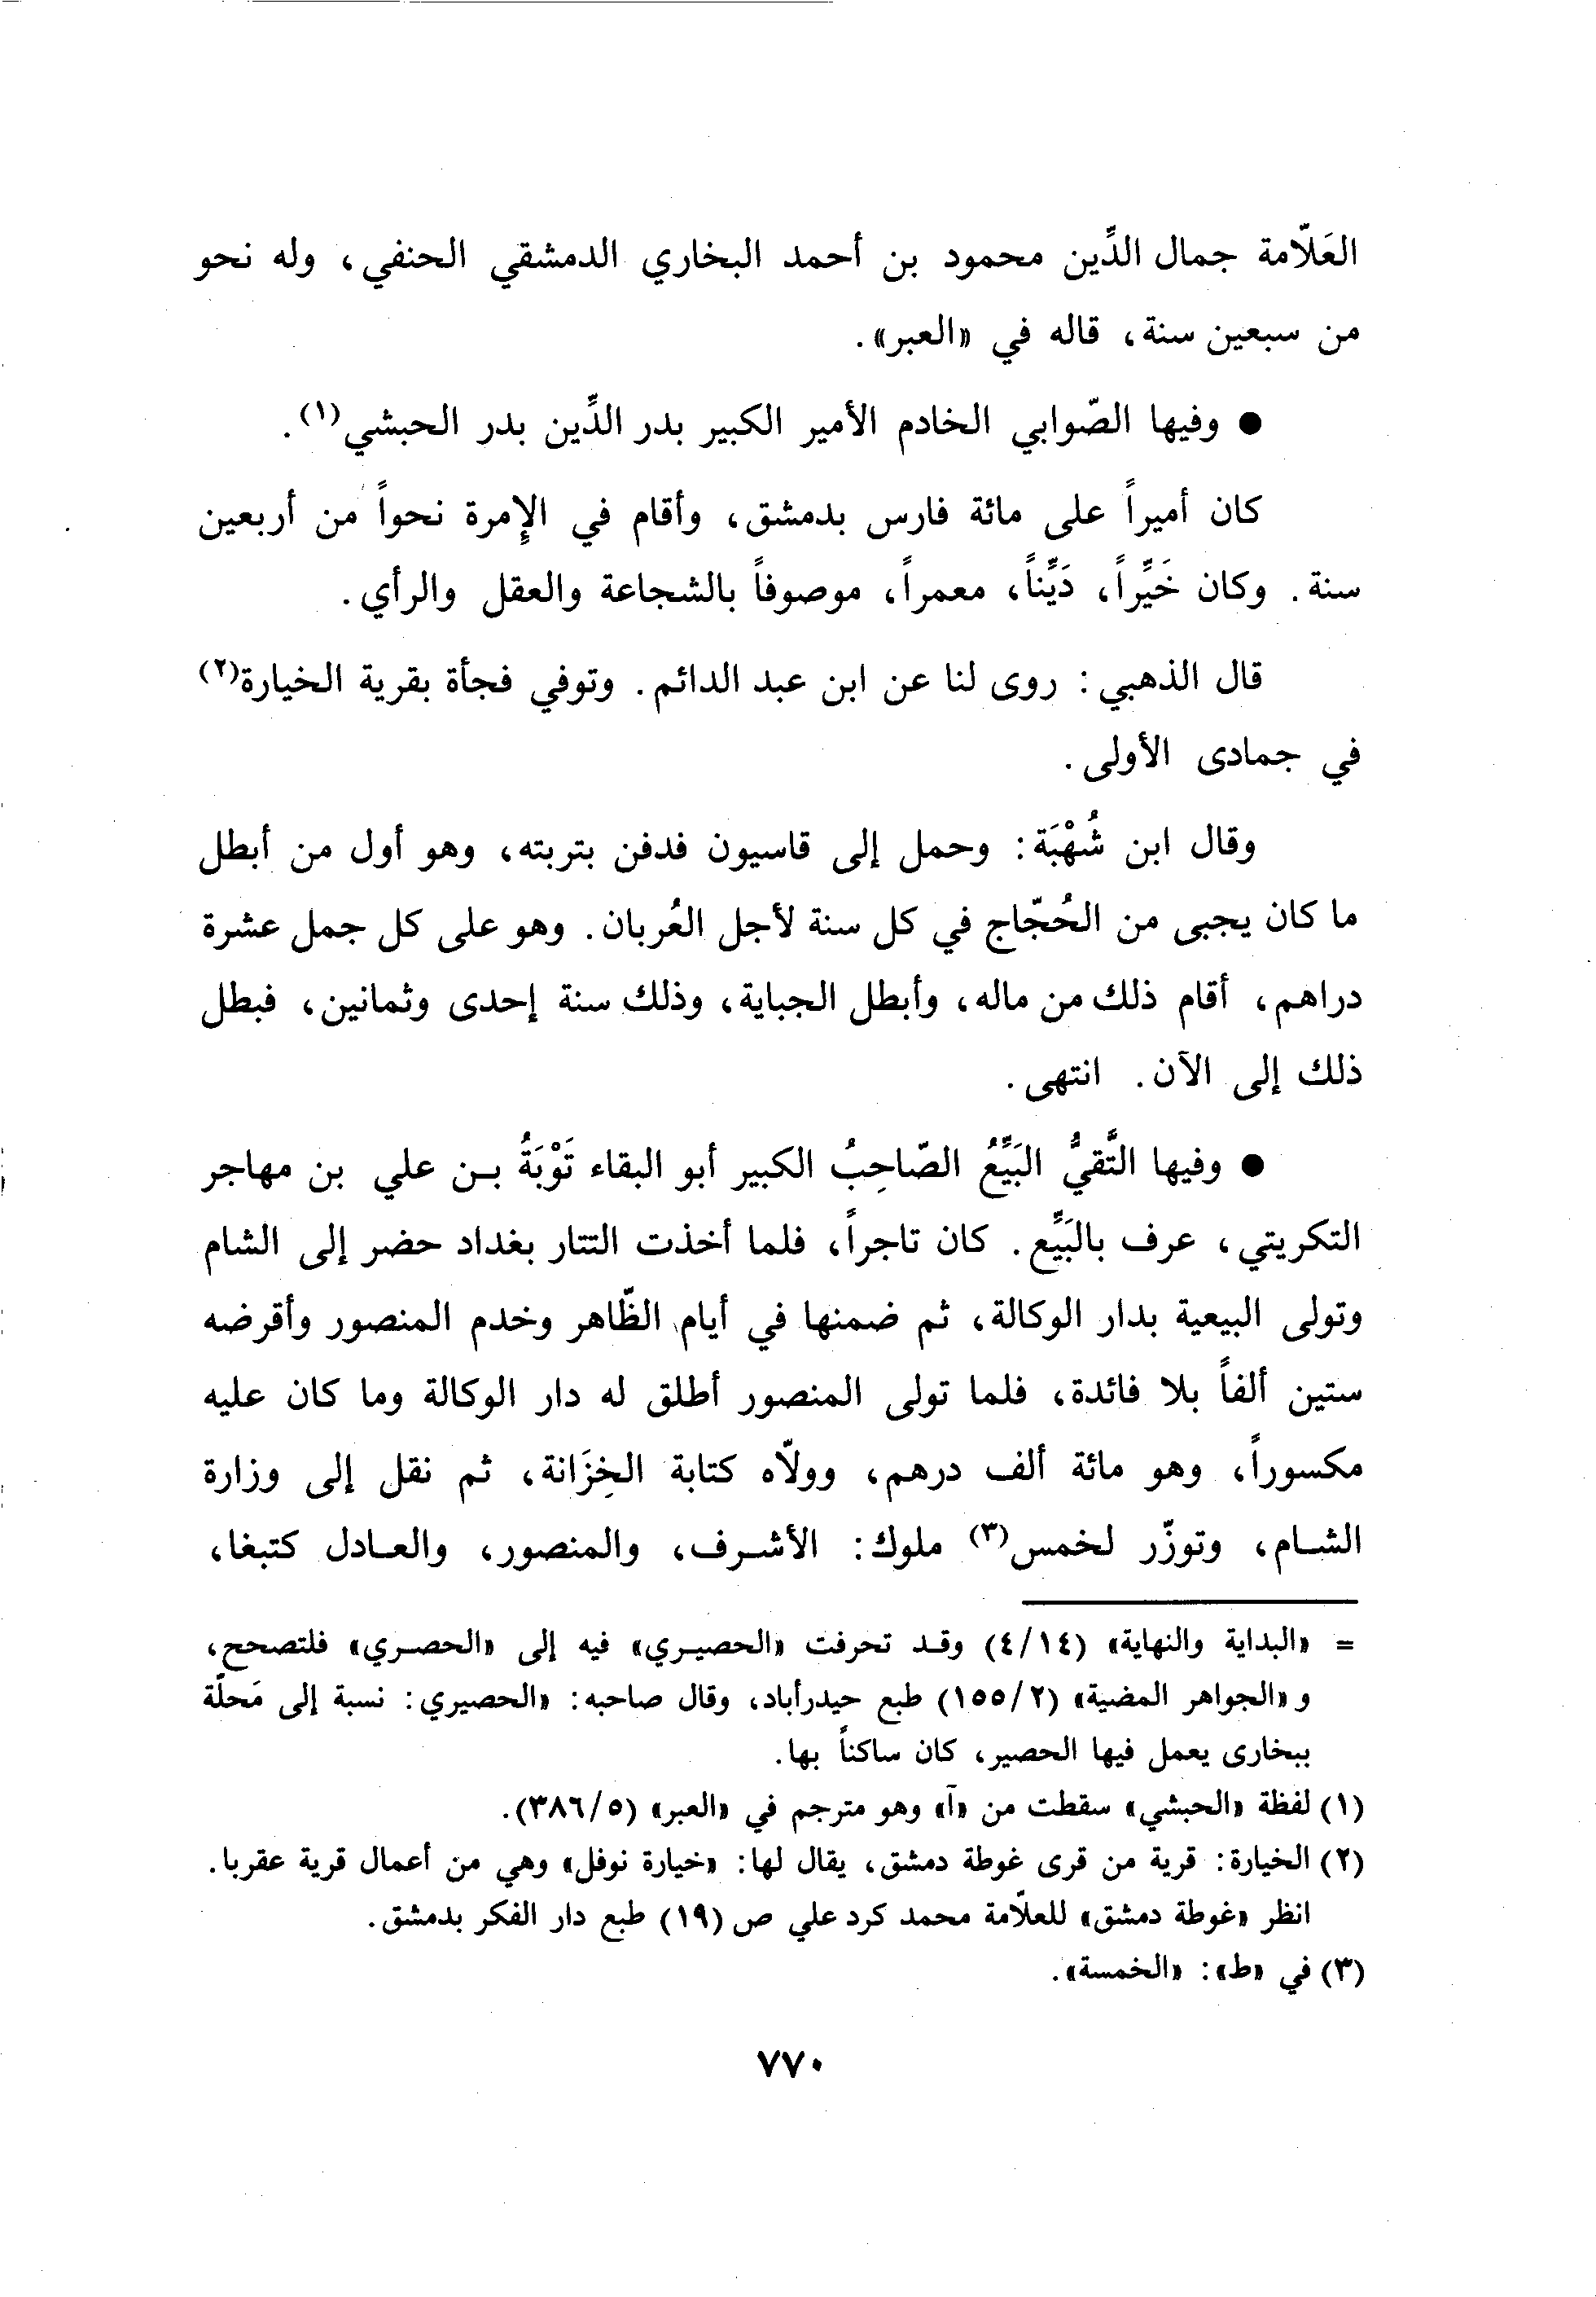 العَلّامة جمال الدِّين محمود بن أحمد البخاري الدمشقي الحنفي، وله نحو
من سبعين سنة، قاله في «العبر».
● وفيها الصّوابي الخادم الأمير الكبير بدر الدِّين بدر الحبشي(١).
كان أميراً على مائة فارس بدمشق، وأقام في الإمرة نحواً من أربعين
سنة. وكان خَيِّراً، دَيِّناً، معمراً، موصوفاً بالشجاعة والعقل والرأي.
قال الذهبي: روى لنا عن ابن عبد الدائم. وتوفي فجأة بقرية الخيارة(٢)
في جمادى الأولى.
وقال ابن شُهْبَة: وحمل إلى قاسيون فدفن بتربته، وهو أول من أبطل
ما كان يجبى من الحُجّاج في كل سنة لأجل العُربان. وهو على كل جمل عشرة
دراهم، أقام ذلك من ماله، وأبطل الجباية، وذلك سنة إحدى وثمانين، فبطل
ذلك إلى الآن. انتهى.
● وفيها التَّقيُّ البَيِّعُ الصّاحِبُ الكبير أبو البقاء تَوْبَةُ بـن علي بن مهاجر
التكريتي، عرف بالبَيِّع. كان تاجراً، فلما أخذت التتار بغداد حضر إلى الشام
وتولى البيعية بدار الوكالة، ثم ضمنها في أيام الظّاهر وخدم المنصور وأقرضه
ستين ألفاً بلا فائدة، فلما تولى المنصور أطلق له دار الوكالة وما كان عليه
مكسوراً، وهو مائة ألف درهم، وولاّه كتابة الخِزَانة، ثم نقل إلى وزارة
الشـام، وتوزّر لخمس(٣) ملوك: الأشـرف، والمنصور، والعـادل كتبغا،
= «البداية والنهاية» (١٤/٤) وقـد تحرفت «الحصيـري» فيه إلى «الحصـري» فلتصحح،
و«الجواهر المضية» (٢/١٥٥) طبع حيدرأباد، وقال صاحبه: «الحصيري: نسبة إلى مَحلّة
ببخارى يعمل فيها الحصير، كان ساكناً بها.
(١) لفظة «الحبشي» سقطت من «آ» وهو مترجم في «العبر» (٥/٣٨٦).
(٢) الخيارة: قرية من قرى غوطة دمشق، يقال لها: «خيارة نوفل» وهي من أعمال قرية عقربا.
انظر «غوطة دمشق» للعلاّمة محمد كرد علي ص (١٩) طبع دار الفكر بدمشق.
(٣) في «ط»: «الخمسة».
٧٧٠